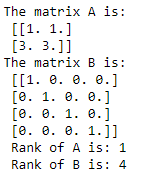 The matrix A is:
[[1. 1.]
[3. 3.]]
The matrix B is:
[[1. 0. 0. 0.]
[0. 1. 0. 0.]
[0. 0. 1. 0.]
[0. 0. 0. 1.]]
Rank of A is: 1
Rank of B is: 4